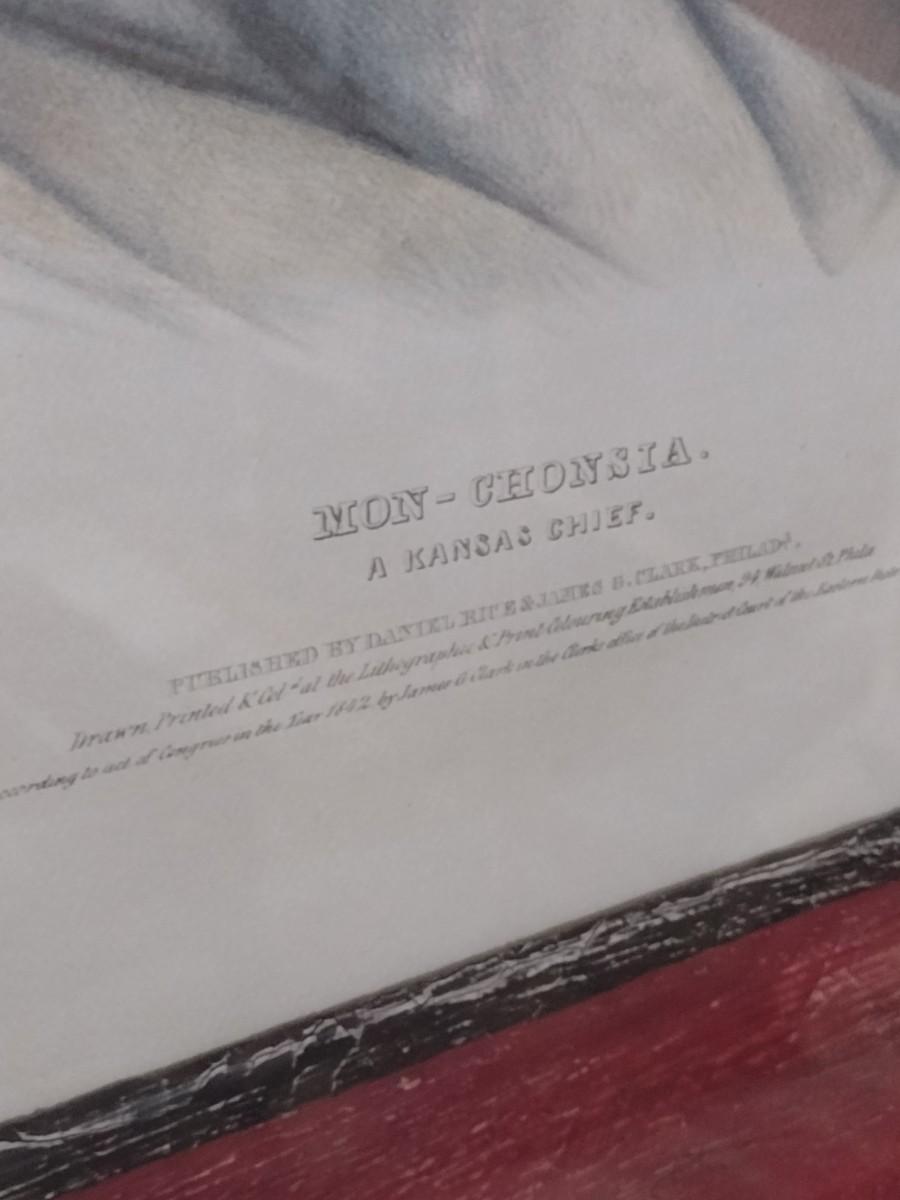 MON-CHONSIA.
A KANSAS CHIEF.
PUBLISHED BY DANIEL RICE & JAMES G. CLARK, PHILADᴬ.
Drawn, Printed & Colᵈ at the Lithographic & Print Colouring Establishment, 94 Walnut St. Phila
ccording to act of Congress in the Year 1842, by James G Clark in the Clerks office of the District Court of the Eastern